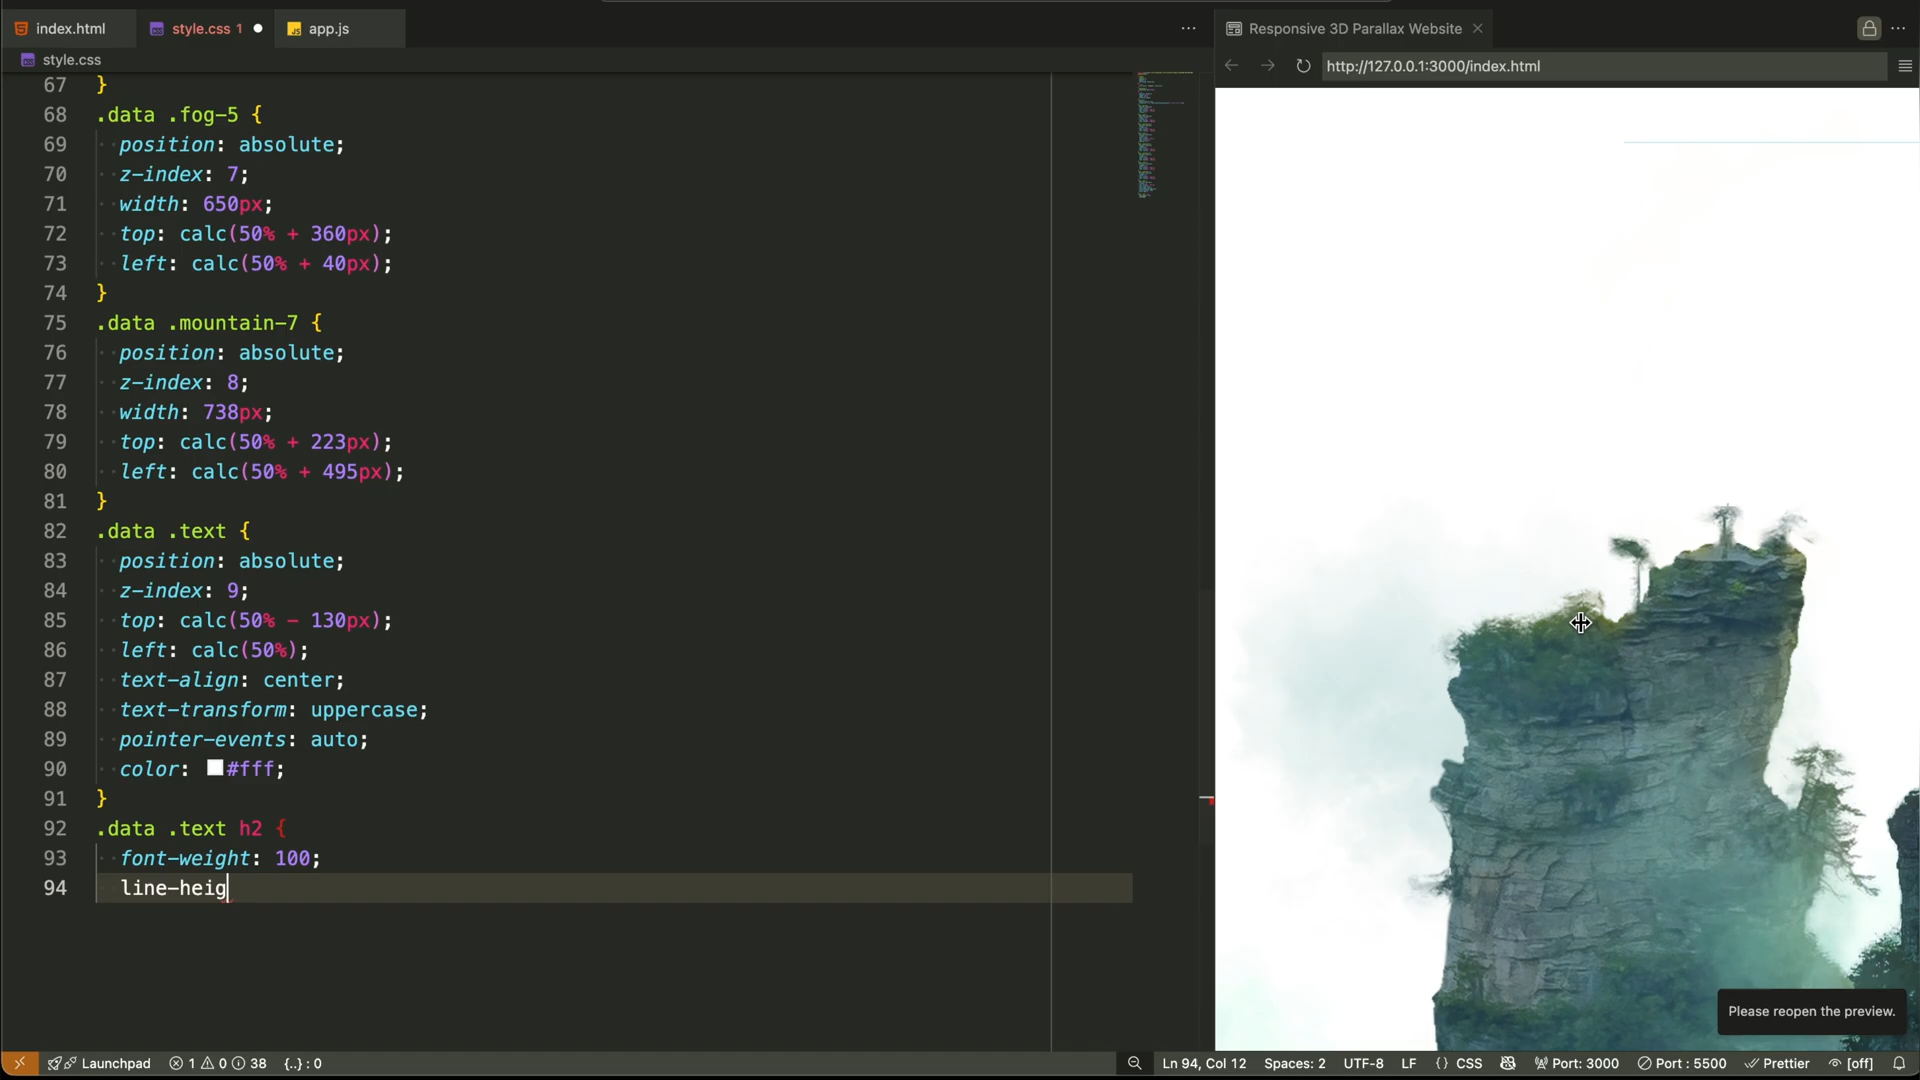 index.html
style.css 1
app.js
Responsive 3D Parallax Website
style.css
http://127.0.0.1:3000/index.html
67 }
68 .data .fog-5 {
69 position: absolute;
70 z-index: 7;
71 width: 650px;
72 top: calc(50% + 360px);
73 left: calc(50% + 40px);
74 }
75 .data .mountain-7 {
76 position: absolute;
77 z-index: 8;
78 width: 738px;
79 top: calc(50% + 223px);
80 left: calc(50% + 495px);
81 }
82 .data .text {
83 position: absolute;
84 z-index: 9;
85 top: calc(50% - 130px);
86 left: calc(50%);
87 text-align: center;
88 text-transform: uppercase;
89 pointer-events: auto;
90 color: #fff;
91 }
92 .data .text h2 {
93 font-weight: 100;
94 line-heig
Please reopen the preview.
Launchpad 1 0 38 {..} : 0 Ln 94, Col 12 Spaces: 2 UTF-8 LF { } CSS Port: 3000 Port : 5500 Prettier [off]